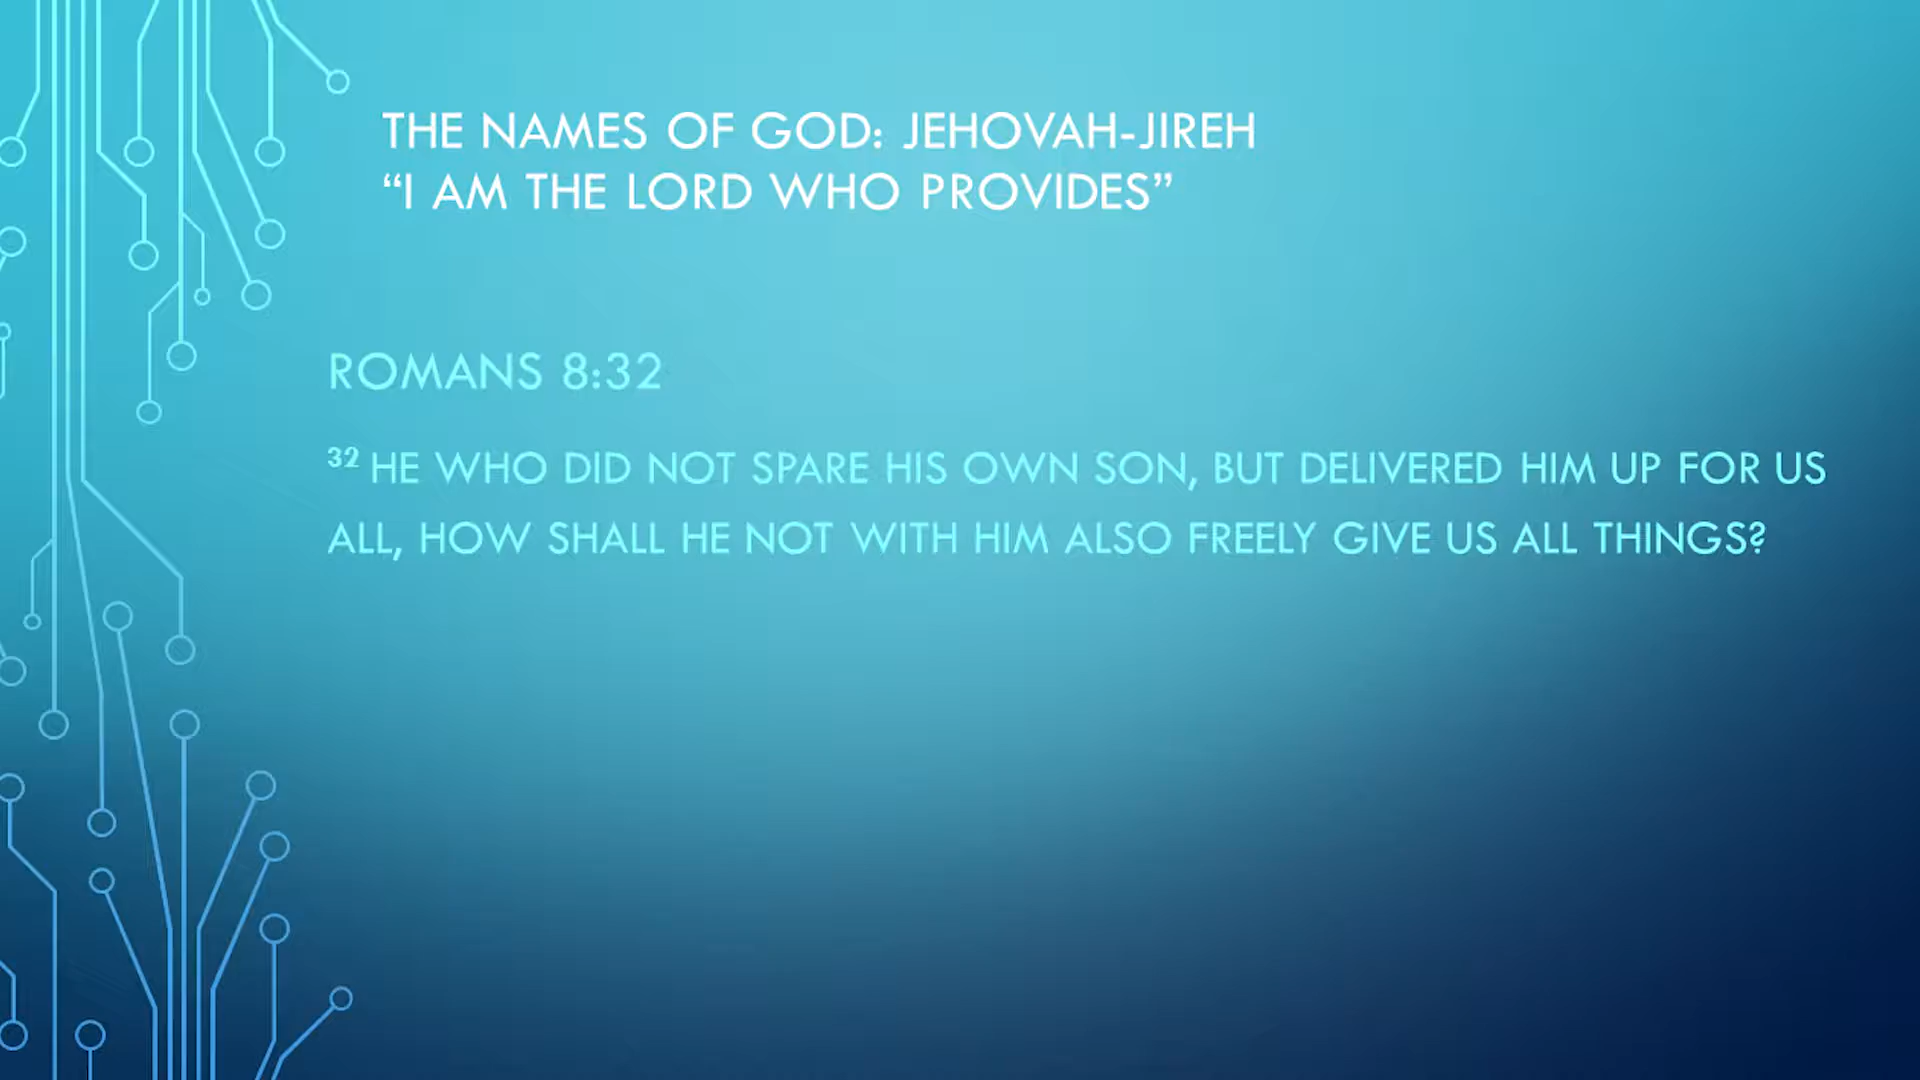 THE NAMES OF GOD: JEHOVAH-JIREH
“I AM THE LORD WHO PROVIDES”
ROMANS 8:32
32 HE WHO DID NOT SPARE HIS OWN SON, BUT DELIVERED HIM UP FOR US
ALL, HOW SHALL HE NOT WITH HIM ALSO FREELY GIVE US ALL THINGS?